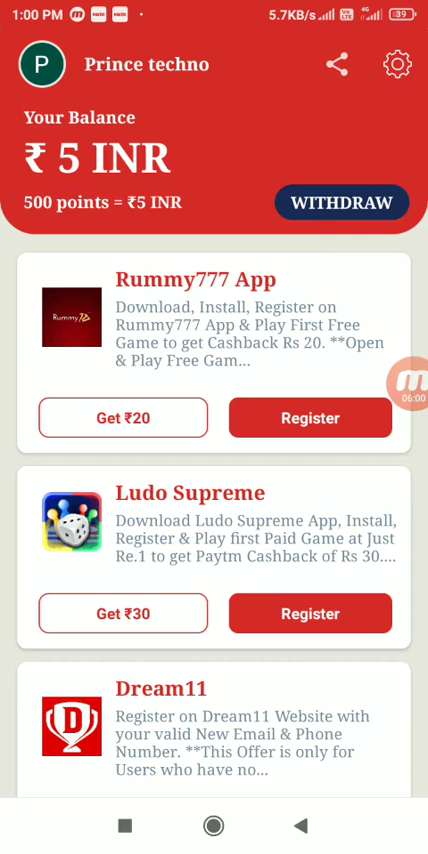 1:00 PM
5.7KB/s
4G
39
P
Prince techno
Your Balance
₹ 5 INR
500 points = ₹5 INR
WITHDRAW
Rummy777 App
Download, Install, Register on
Rummy777 App & Play First Free
Game to get Cashback Rs 20. **Open
& Play Free Gam...
06:00
Get ₹20
Register
Ludo Supreme
Download Ludo Supreme App, Install,
Register & Play first Paid Game at Just
Re.1 to get Paytm Cashback of Rs 30....
Get ₹30
Register
D
Dream11
Register on Dream11 Website with
your valid New Email & Phone
Number. **This Offer is only for
Users who have no...